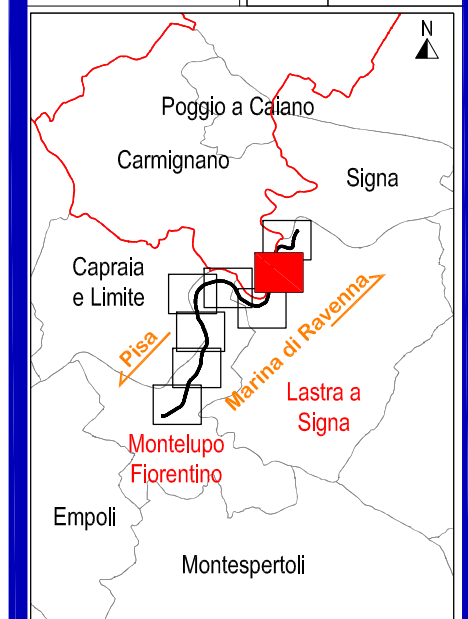 N
Poggio a Caiano
Carmignano
Signa
Capraia
e Limite
Pisa
Marina di Ravenna
Lastra a
Signa
Montelupo
Fiorentino
Empoli
Montespertoli